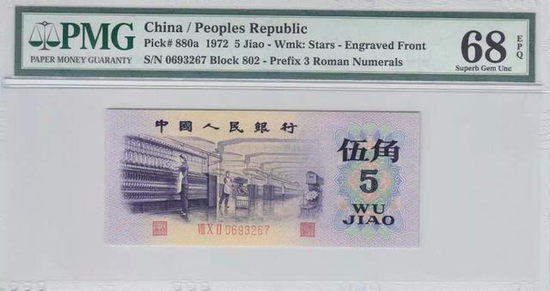 PMG
PAPER MONEY GUARANTY
China / Peoples Republic
Pick# 880a 1972 5 Jiao - Wmk: Stars - Engraved Front
S/N 0693267 Block 802 - Prefix 3 Roman Numerals
68 EPQ
Superb Gem Unc
中國人民銀行
伍角
5
WU
JIAO
VIII X II 0693267